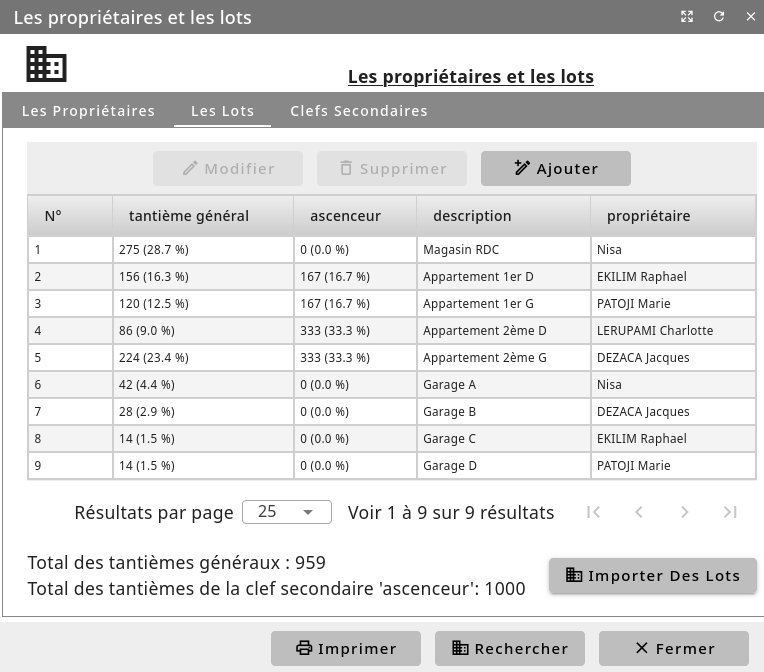 Les propriétaires et les lots
Les propriétaires et les lots
Les Propriétaires Les Lots Clefs Secondaires
Modifier Supprimer Ajouter
N° tantième général ascenceur description propriétaire
1 275 (28.7 %) 0 (0.0 %) Magasin RDC Nisa
2 156 (16.3 %) 167 (16.7 %) Appartement 1er D EKILIM Raphael
3 120 (12.5 %) 167 (16.7 %) Appartement 1er G PATOJI Marie
4 86 (9.0 %) 333 (33.3 %) Appartement 2ème D LERUPAMI Charlotte
5 224 (23.4 %) 333 (33.3 %) Appartement 2ème G DEZACA Jacques
6 42 (4.4 %) 0 (0.0 %) Garage A Nisa
7 28 (2.9 %) 0 (0.0 %) Garage B DEZACA Jacques
8 14 (1.5 %) 0 (0.0 %) Garage C EKILIM Raphael
9 14 (1.5 %) 0 (0.0 %) Garage D PATOJI Marie
Résultats par page 25 Voir 1 à 9 sur 9 résultats
Total des tantièmes généraux : 959
Total des tantièmes de la clef secondaire 'ascenceur': 1000
Importer Des Lots
Imprimer Rechercher Fermer